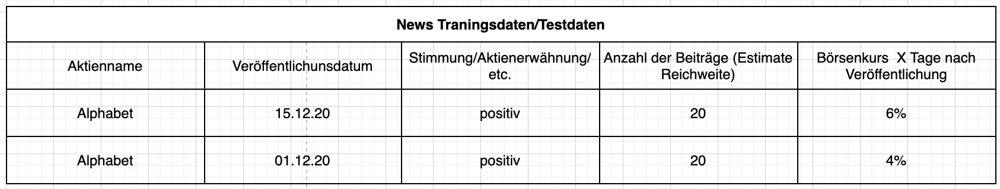 News Traningsdaten/Testdaten
Aktienname
Veröffentlichunsdatum
Stimmung/Aktienerwähnung/
etc.
Anzahl der Beiträge (Estimate
Reichweite)
Börsenkurs X Tage nach
Veröffentlichung
Alphabet
15.12.20
positiv
20
6%
Alphabet
01.12.20
positiv
20
4%